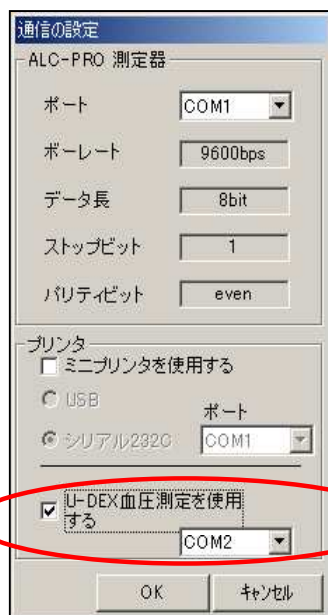 通信の設定
ALC-PRO 測定器
ポート COM1
ボーレート 9600bps
データ長 8bit
ストップビット 1
パリティビット even
プリンタ
ミニプリンタを使用する
USB
ポート
シリアル232C COM1
U-DEX血圧測定を使用
する
COM2
OK キャンセル